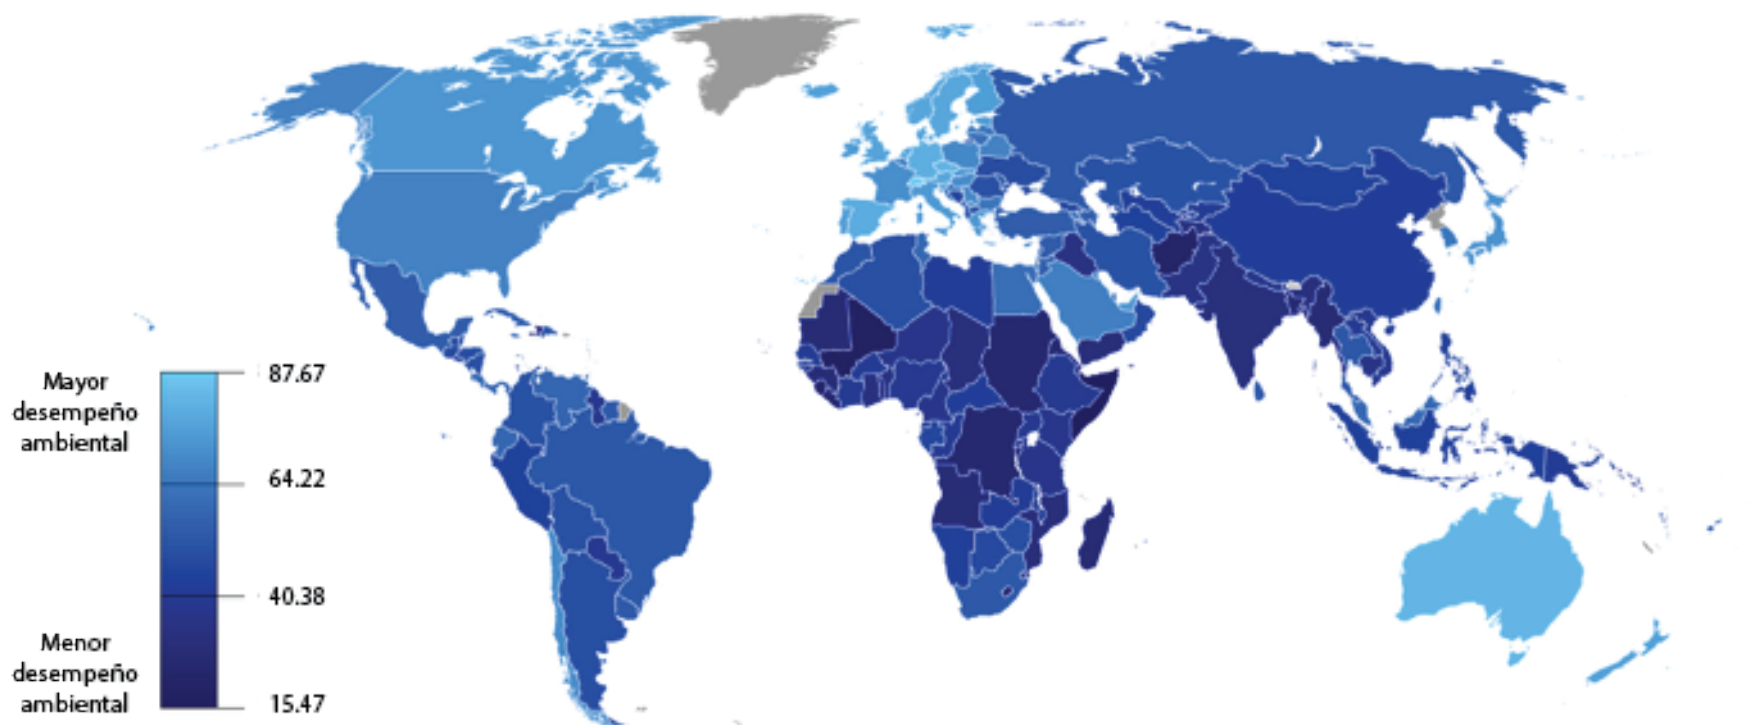 Mayor
desempeño
ambiental
87.67
64.22
40.38
Menor
desempeño
ambiental
15.47